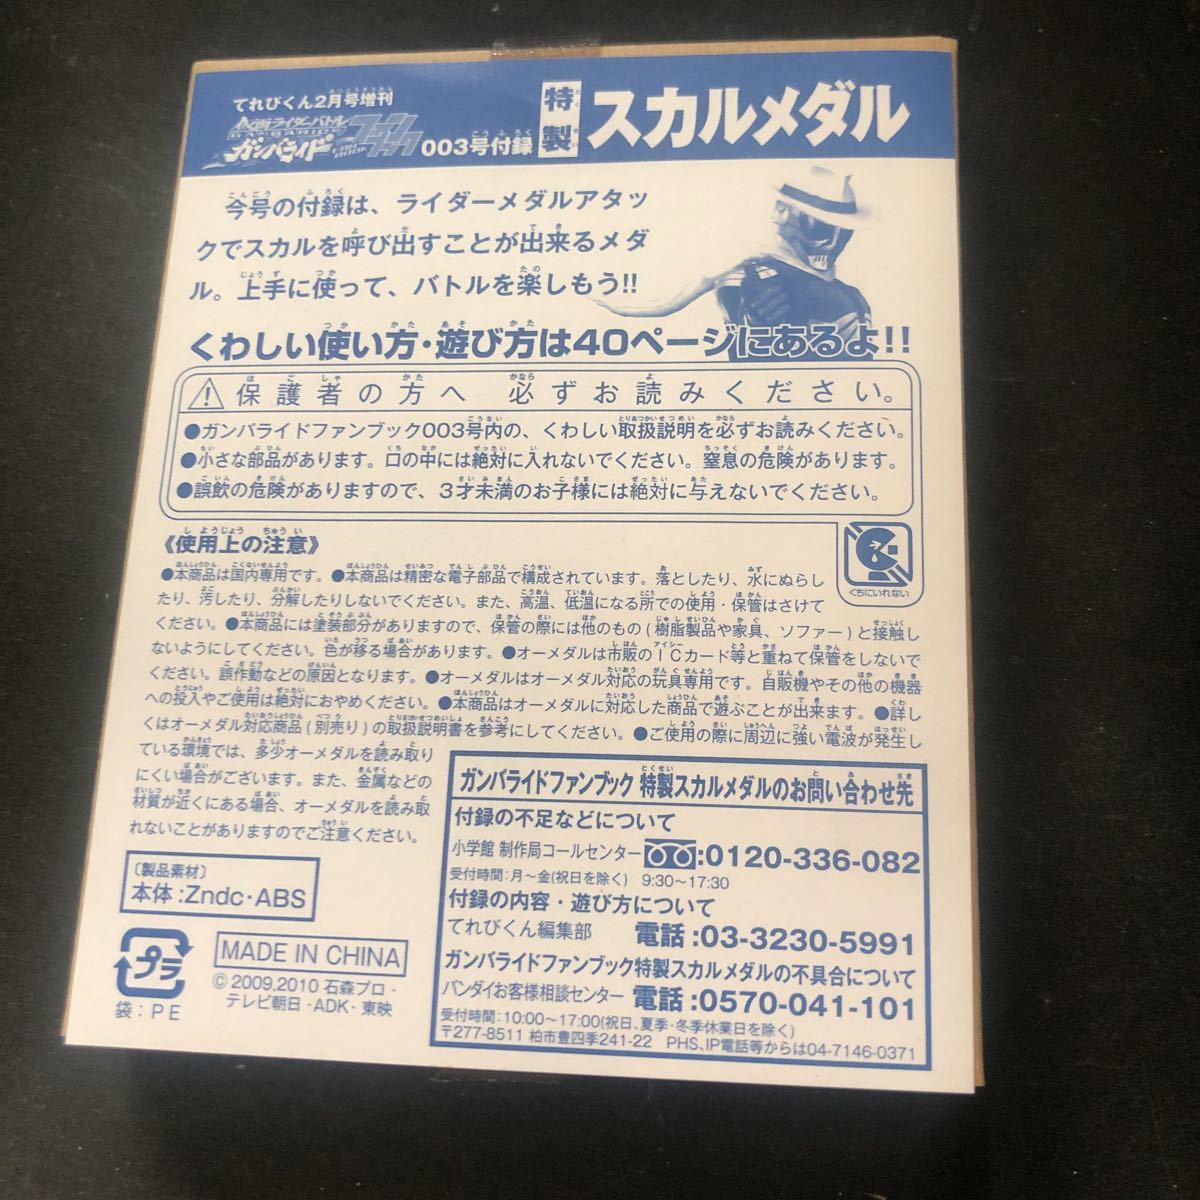 てれびくん2月号増刊
仮面ライダーバトル
GANBARIDE
ガンバライド
003号付録
特製
スカルメダル
今号の付録は、ライダーメダルアタッ
クでスカルを呼び出すことが出来るメダ
ル。上手に使って、バトルを楽しもう!!
くわしい使い方・遊び方は40ページにあるよ!!
保護者の方へ 必ずお読みください。
●ガンバライドファンブック003号内の、くわしい取扱説明を必ずお読みください。
●小さな部品があります。口の中には絶対に入れないでください。窒息の危険があります。
●誤飲の危険がありますので、3才未満のお子様には絶対に与えないでください。
《使用上の注意》
くちにいれない
●本商品は国内専用です。●本商品は精密な電子部品で構成されています。落としたり、水にぬらし
たり、汚したり、分解したりしないでください。また、高温、低温になる所での使用・保管はさけて
ください。●本商品には塗装部分がありますので、保管の際には他のもの(樹脂製品や家具、ソファー)と接触し
ないようにしてください。色が移る場合があります。●オーメダルは市販のICカード等と重ねて保管をしないで
ください。誤作動などの原因となります。●オーメダルはオーメダル対応の玩具専用です。自販機やその他の機器
への投入やご使用は絶対におやめください。●本商品はオーメダルに対応した商品で遊ぶことが出来ます。●詳し
くはオーメダル対応商品(別売り)の取扱説明書を参考にしてください。●ご使用の際に周辺に強い電波が発生し
ている環境では、多少オーメダルを読み取り
にくい場合がございます。また、金属などの
材質が近くにある場合、オーメダルを読み取
れないことがありますのでご注意ください。
〔製品素材〕
本体:Zndc・ABS
プラ
袋:PE
MADE IN CHINA
©2009,2010 石森プロ・
テレビ朝日・ADK・東映
ガンバライドファンブック 特製スカルメダルのお問い合わせ先
付録の不足などについて
小学館 制作局コールセンター :0120-336-082
受付時間:月〜金(祝日を除く) 9:30〜17:30
付録の内容・遊び方について
てれびくん編集部 電話:03-3230-5991
ガンバライドファンブック特製スカルメダルの不具合について
バンダイお客様相談センター 電話:0570-041-101
受付時間:10:00〜17:00(祝日、夏季・冬季休業日を除く)
〒277-8511 柏市豊四季241-22 PHS、IP電話等からは04-7146-0371